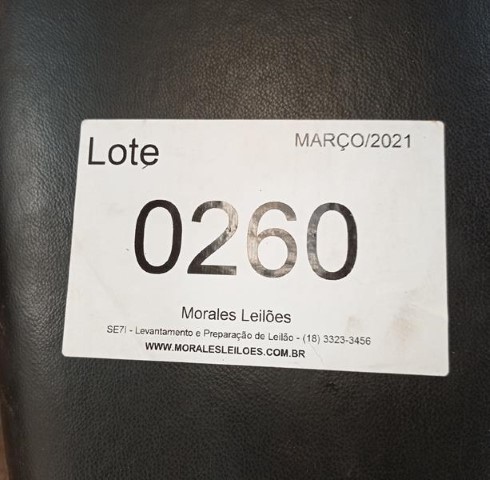 Lote
MARÇO/2021
0260
Morales Leilões
SE7I - Levantamento e Preparação de Leilão - (18) 3323-3456
WWW.MORALESLEILOES.COM.BR